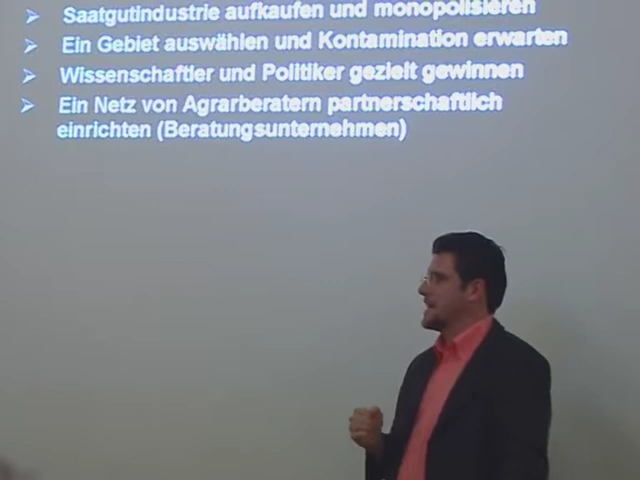 Saatgutindustrie aufkaufen und monopolisieren
Ein Gebiet auswählen und Kontamination erwarten
Wissenschaftler und Politiker gezielt gewinnen
Ein Netz von Agrarberatern partnerschaftlich
einrichten (Beratungsunternehmen)